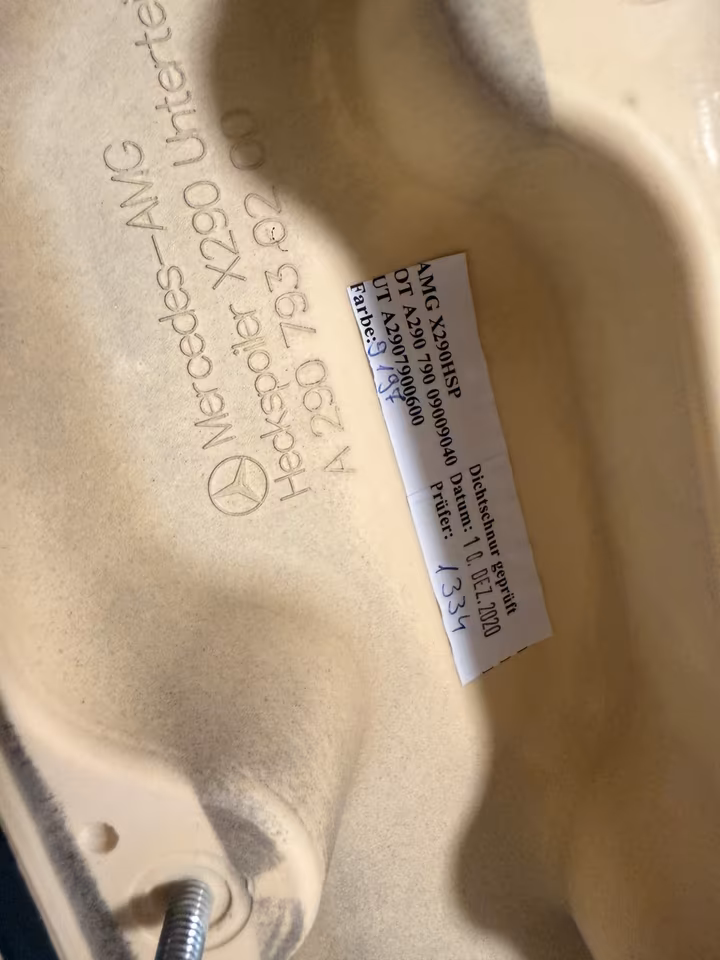 Mercedes-AMG
Heckspoiler X290 Unterteil
A 290 793 02 00
AMG X290HSP
OT A290 790 09009040
UT A2907900600
Farbe: 9197
Dichtschnur geprüft
Datum: 10. DEZ. 2020
Prüfer: 1334